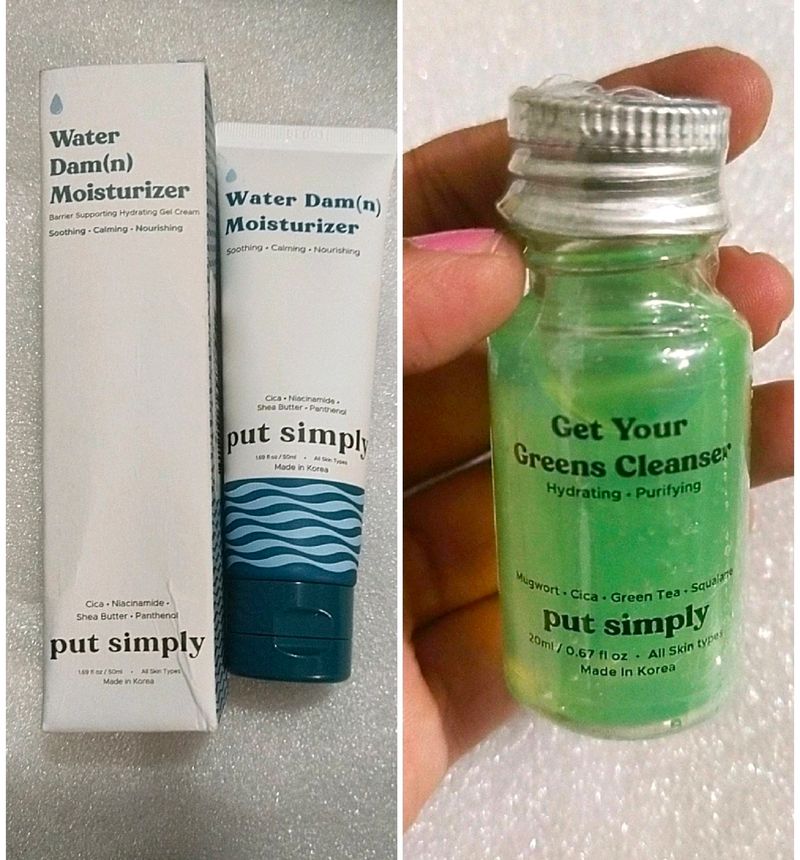 Water
Dam(n)
Moisturizer
Barrier Supporting Hydrating Gel Cream
Soothing • Calming • Nourishing
Cica • Niacinamide •
Shea Butter • Panthenol
put simply
1.69 fl oz / 50ml • All Skin Types
Made in Korea
Water Dam(n)
Moisturizer
Soothing • Calming • Nourishing
Cica • Niacinamide •
Shea Butter • Panthenol
put simply
1.69 fl oz / 50ml • All Skin Types
Made in Korea
Get Your
Greens Cleanser
Hydrating • Purifying
Mugwort • Cica • Green Tea • Squalane
put simply
20ml / 0.67 fl oz • All Skin types
Made In Korea